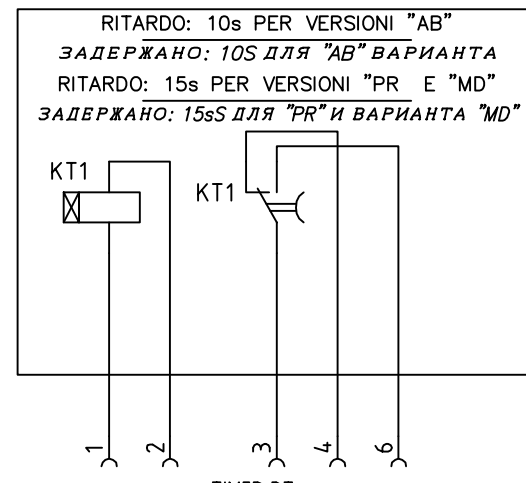 RITARDO: 10s PER VERSIONI "AB"
ЗАДЕРЖАНО: 10S ДЛЯ "AB" ВАРИАНТА
RITARDO: 15s PER VERSIONI "PR E "MD"
ЗАДЕРЖАНО: 15sS ДЛЯ "PR" И ВАРИАНТА "MD"
KT1
KT1
1 2 3 4 6